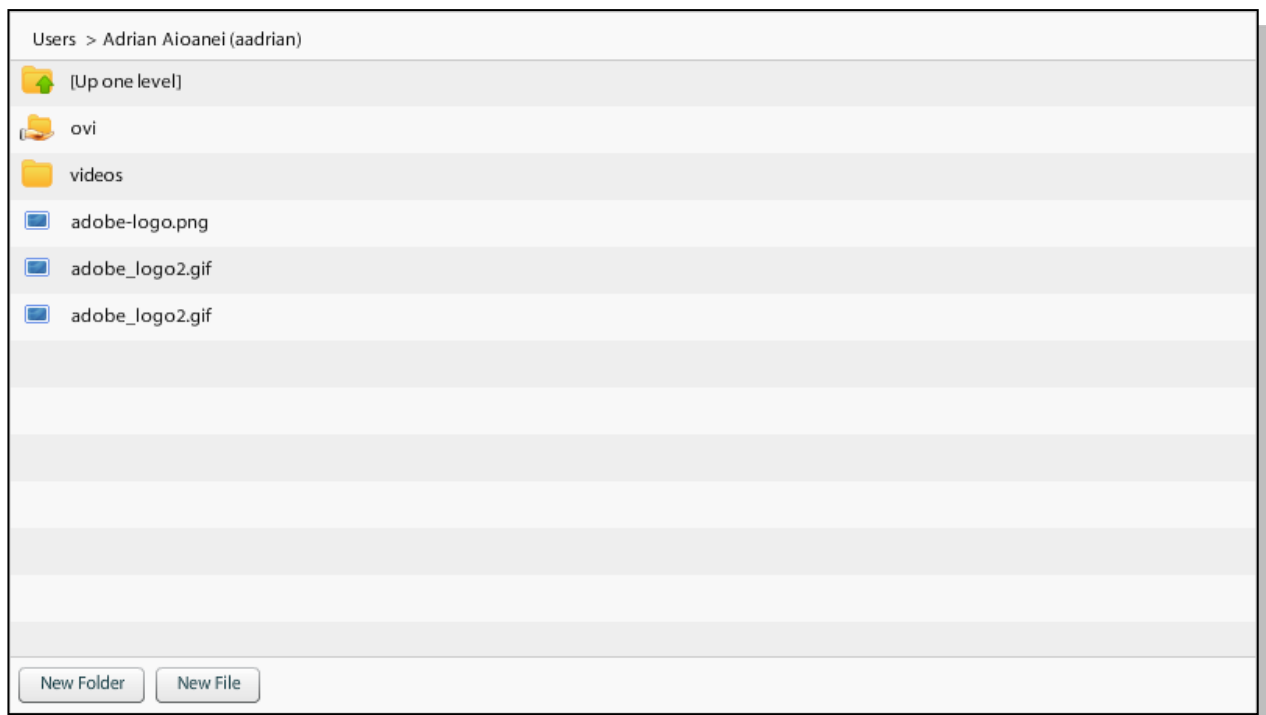 Users > Adrian Aioanei (aadrian)
[Up one level]
ovi
videos
adobe-logo.png
adobe_logo2.gif
adobe_logo2.gif
New Folder New File